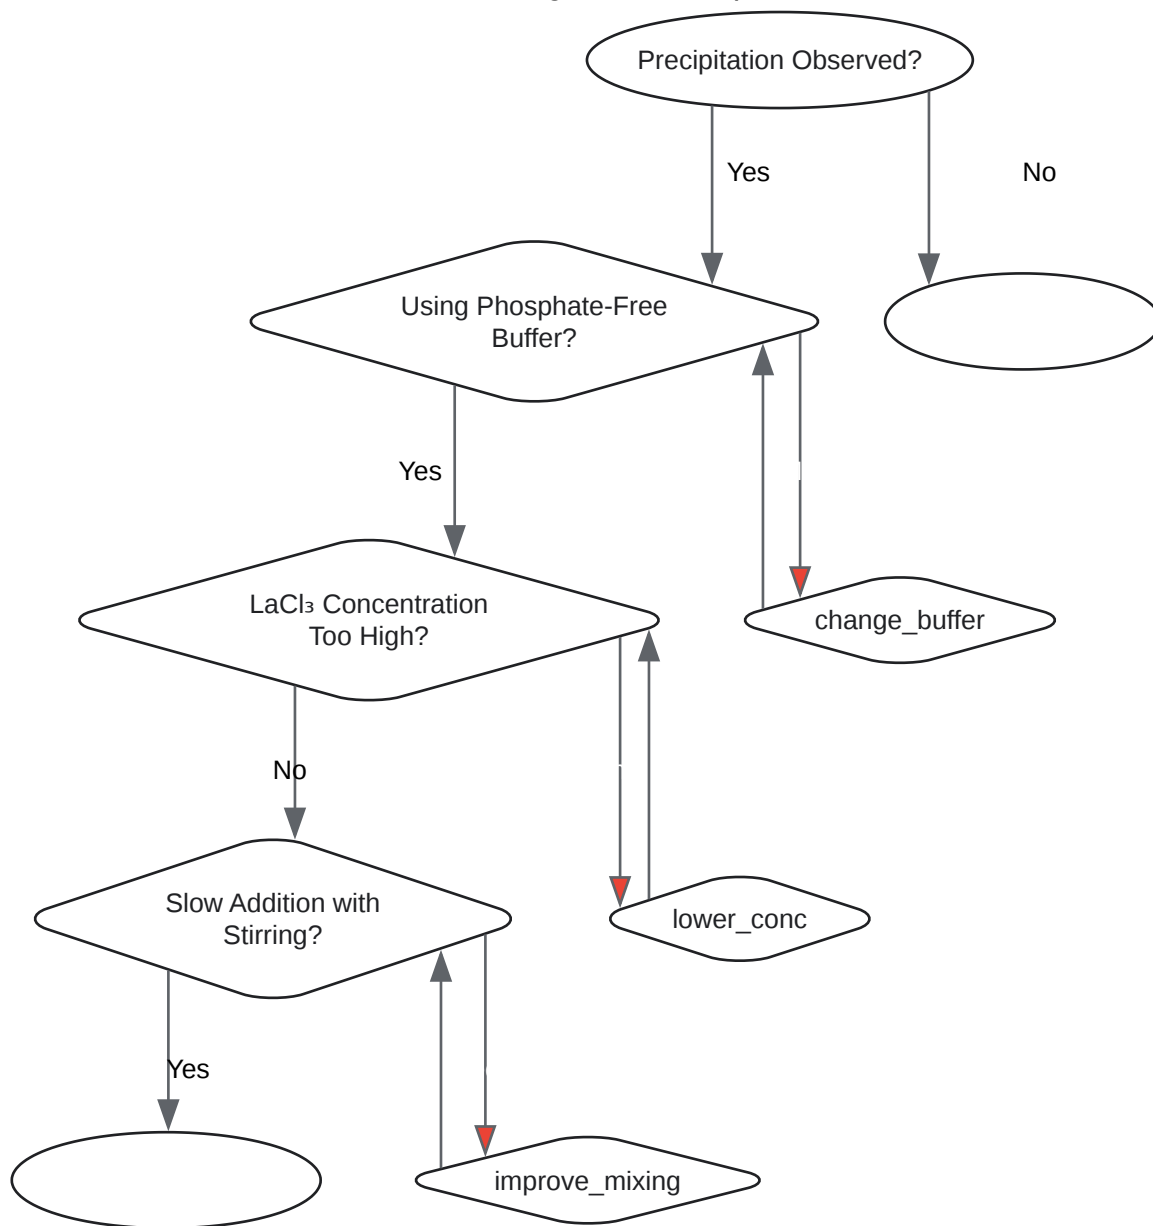 Precipitation Observed?
Yes
No
Using Phosphate-Free
Buffer?
Yes
LaCl₃ Concentration
Too High?
change_buffer
No
Slow Addition with
Stirring?
lower_conc
Yes
improve_mixing